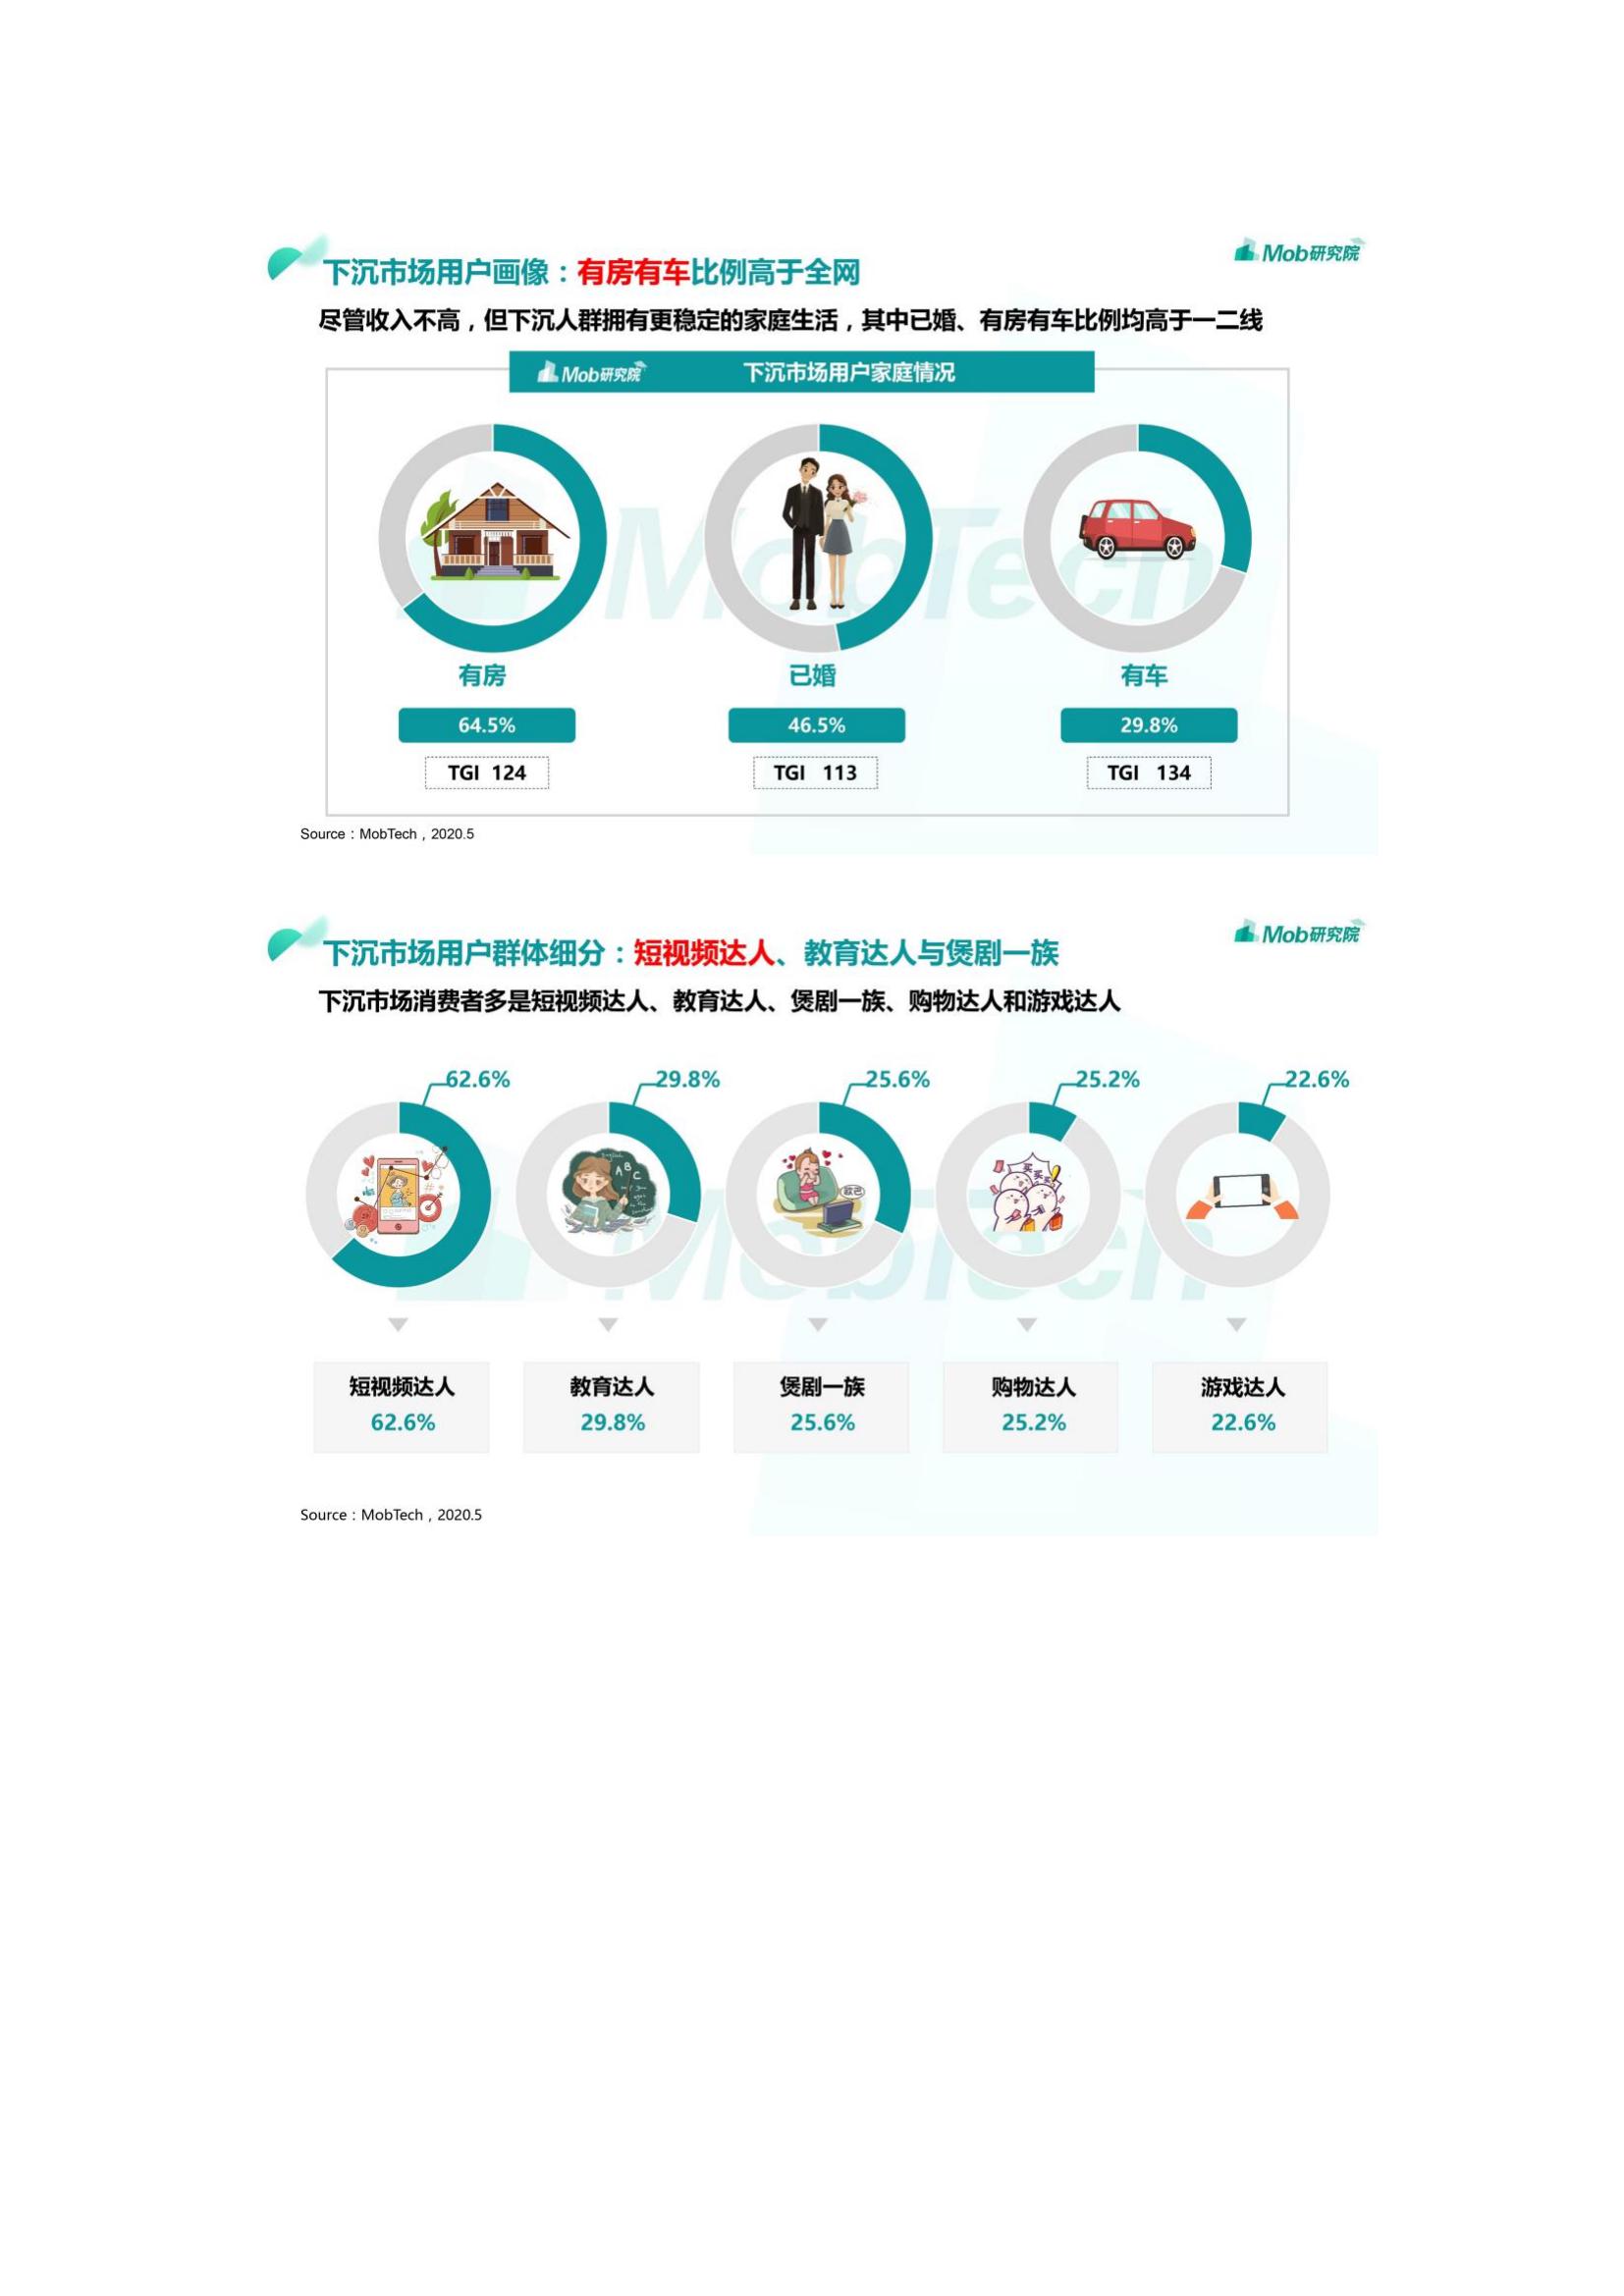 Mob研究院
下沉市场用户画像：有房有车比例高于全网
尽管收入不高，但下沉人群拥有更稳定的家庭生活，其中已婚、有房有车比例均高于一二线
Mob研究院 下沉市场用户家庭情况
MobTech
有房 已婚 有车
64.5% 46.5% 29.8%
TGI 124 TGI 113 TGI 134
Source：MobTech，2020.5
Mob研究院
下沉市场用户群体细分：短视频达人、教育达人与煲剧一族
下沉市场消费者多是短视频达人、教育达人、煲剧一族、购物达人和游戏达人
62.6% 29.8% 25.6% 25.2% 22.6%
English
A B C
买买买
欧巴
MobTech
短视频达人 教育达人 煲剧一族 购物达人 游戏达人
62.6% 29.8% 25.6% 25.2% 22.6%
Source：MobTech，2020.5